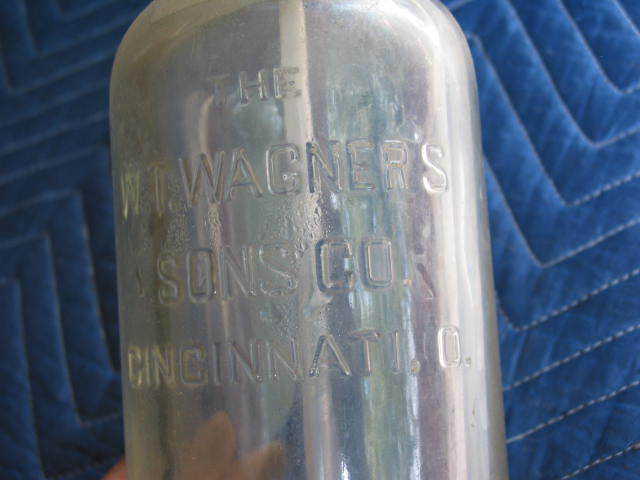 THE
W.T. WAGNER'S
SONS CO.
CINCINNATI, O.